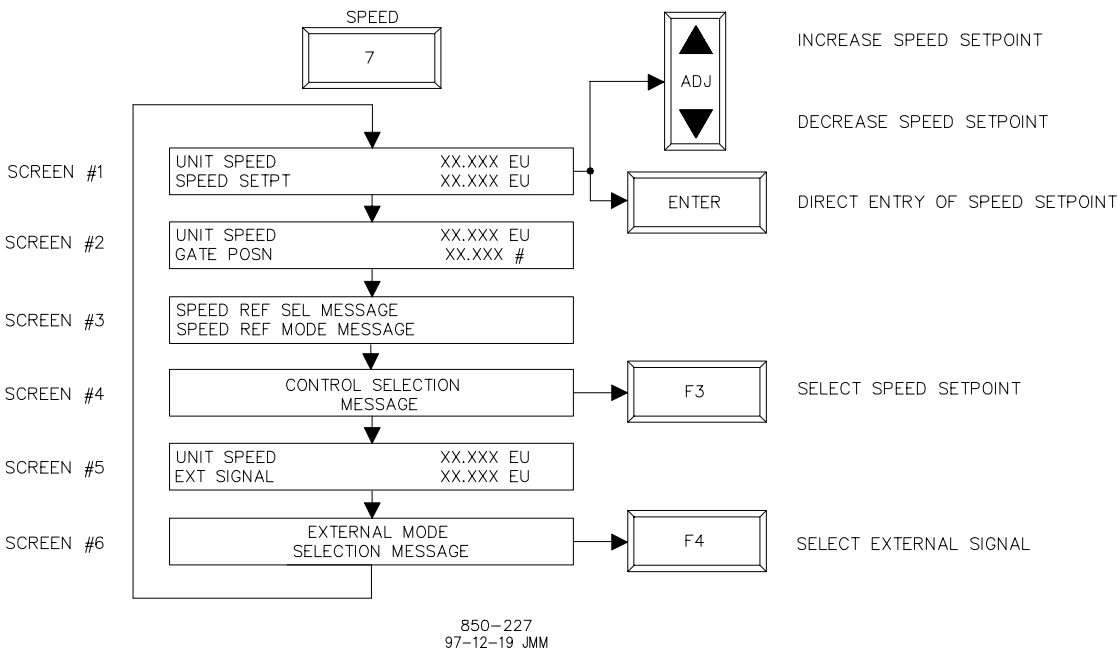 SPEED
7
ADJ
INCREASE SPEED SETPOINT
DECREASE SPEED SETPOINT
SCREEN #1
UNIT SPEED XX.XXX EU
SPEED SETPT XX.XXX EU
ENTER
DIRECT ENTRY OF SPEED SETPOINT
SCREEN #2
UNIT SPEED XX.XXX EU
GATE POSN XX.XXX #
SCREEN #3
SPEED REF SEL MESSAGE
SPEED REF MODE MESSAGE
SCREEN #4
CONTROL SELECTION
MESSAGE
F3
SELECT SPEED SETPOINT
SCREEN #5
UNIT SPEED XX.XXX EU
EXT SIGNAL XX.XXX EU
SCREEN #6
EXTERNAL MODE
SELECTION MESSAGE
F4
SELECT EXTERNAL SIGNAL
850-227
97-12-19 JMM